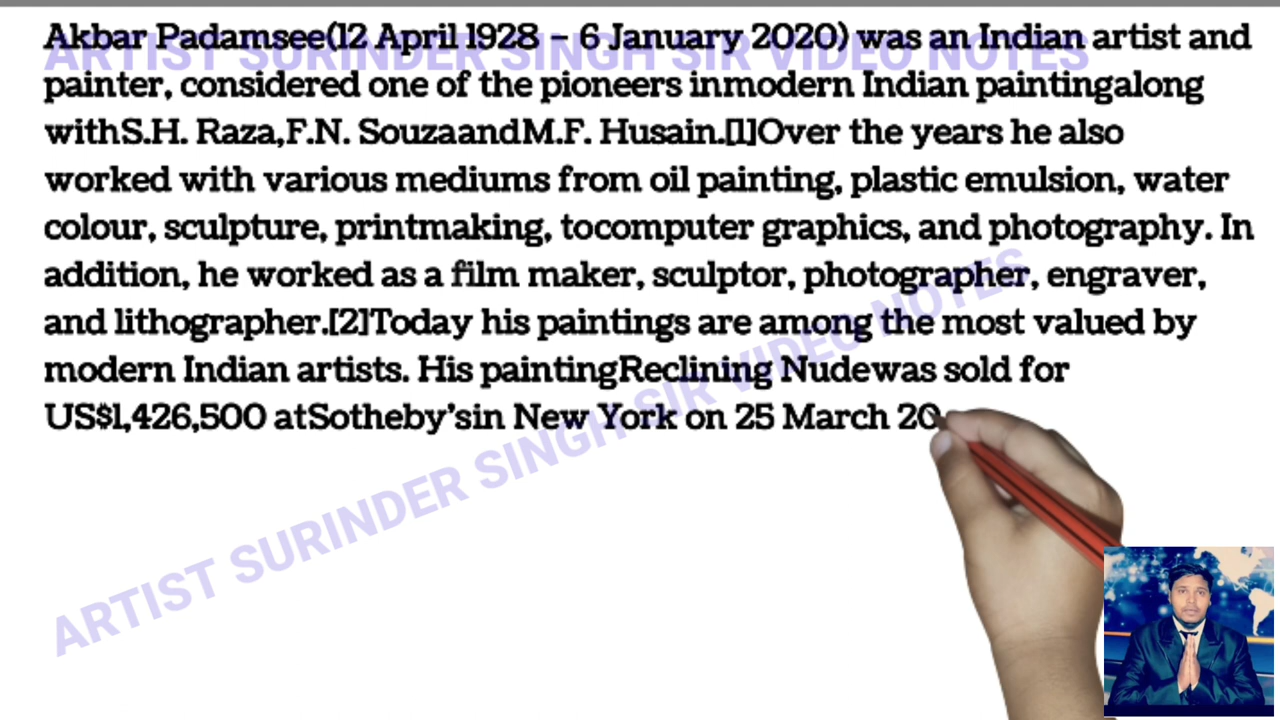 Akbar Padamsee(12 April 1928 – 6 January 2020) was an Indian artist and
ARTIST SURINDER SINGH SIR VIDEO NOTES
painter, considered one of the pioneers inmodern Indian paintingalong
withS.H. Raza,F.N. SouzaandM.F. Husain.[1]Over the years he also
worked with various mediums from oil painting, plastic emulsion, water
colour, sculpture, printmaking, tocomputer graphics, and photography. In
addition, he worked as a film maker, sculptor, photographer, engraver,
and lithographer.[2]Today his paintings are among the most valued by
modern Indian artists. His paintingReclining Nudewas sold for
US$1,426,500 atSotheby’sin New York on 25 March 20
ARTIST SURINDER SINGH SIR VIDEO NOTES